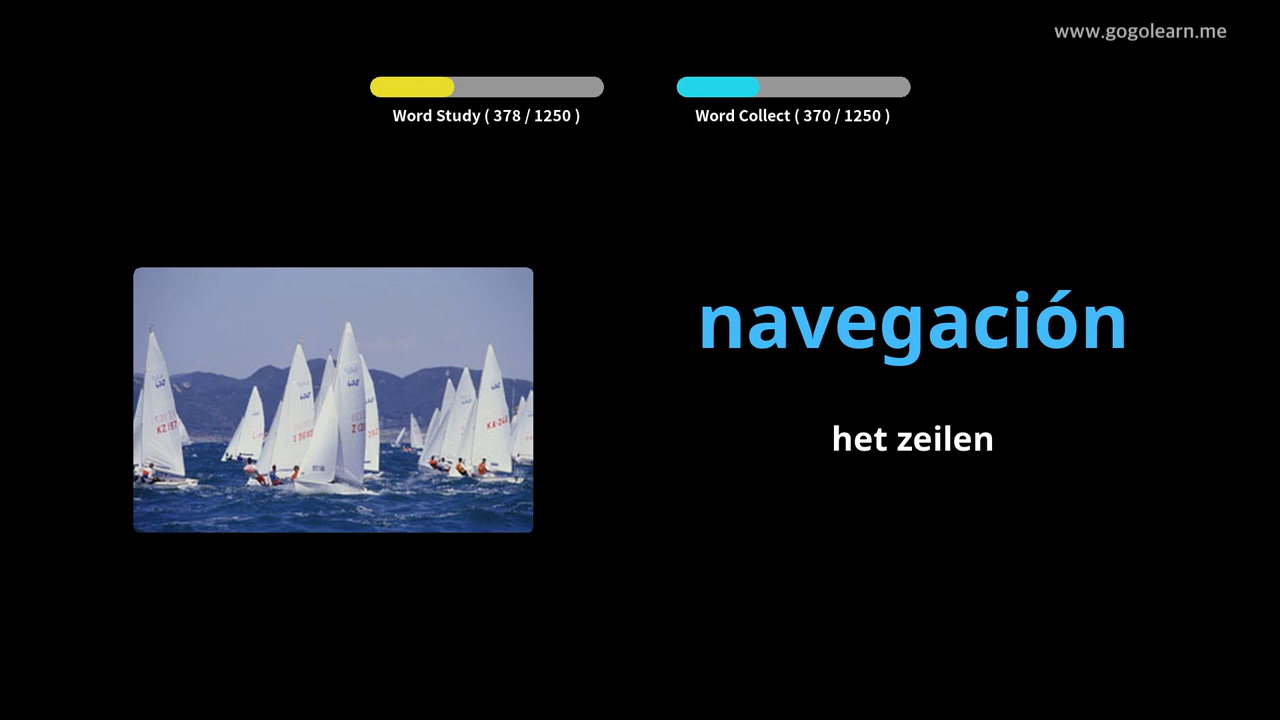 www.gogolearn.me
Word Study ( 378 / 1250 )
Word Collect ( 370 / 1250 )
navegación
het zeilen